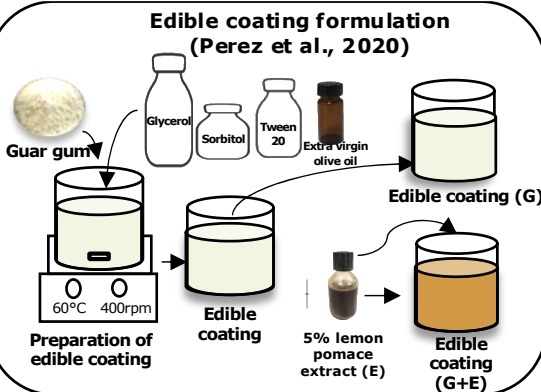 Edible coating formulation
(Perez et al., 2020)
Glycerol
Sorbitol
Tween
20
Extra virgin
olive oil
Guar gum
Edible coating (G)
60°C
400rpm
Preparation of
edible coating
Edible
coating
5% lemon
pomace
extract (E)
Edible
coating
(G+E)